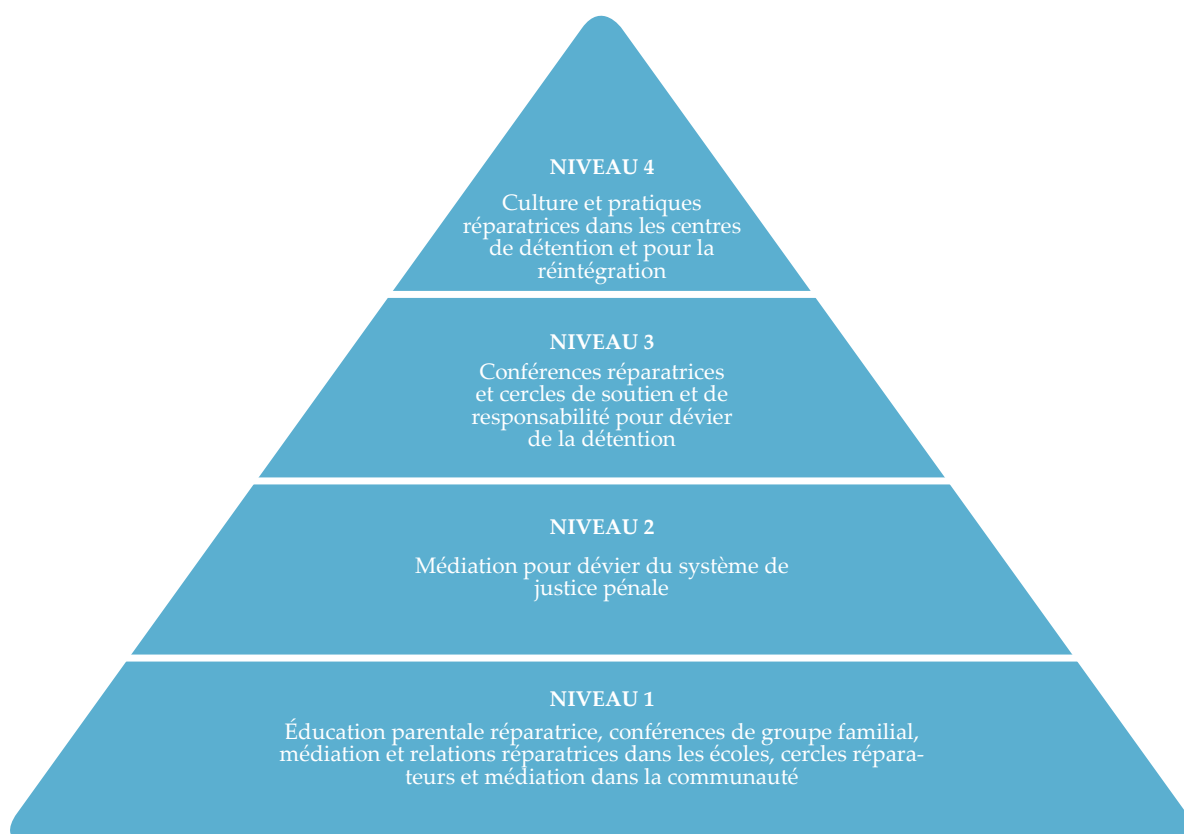 NIVEAU 4
Culture et pratiques
réparatrices dans les centres
de détention et pour la
réintégration
NIVEAU 3
Conférences réparatrices
et cercles de soutien et de
responsabilité pour dévier
de la détention
NIVEAU 2
Médiation pour dévier du système de
justice pénale
NIVEAU 1
Éducation parentale réparatrice, conférences de groupe familial,
médiation et relations réparatrices dans les écoles, cercles répara-
teurs et médiation dans la communauté